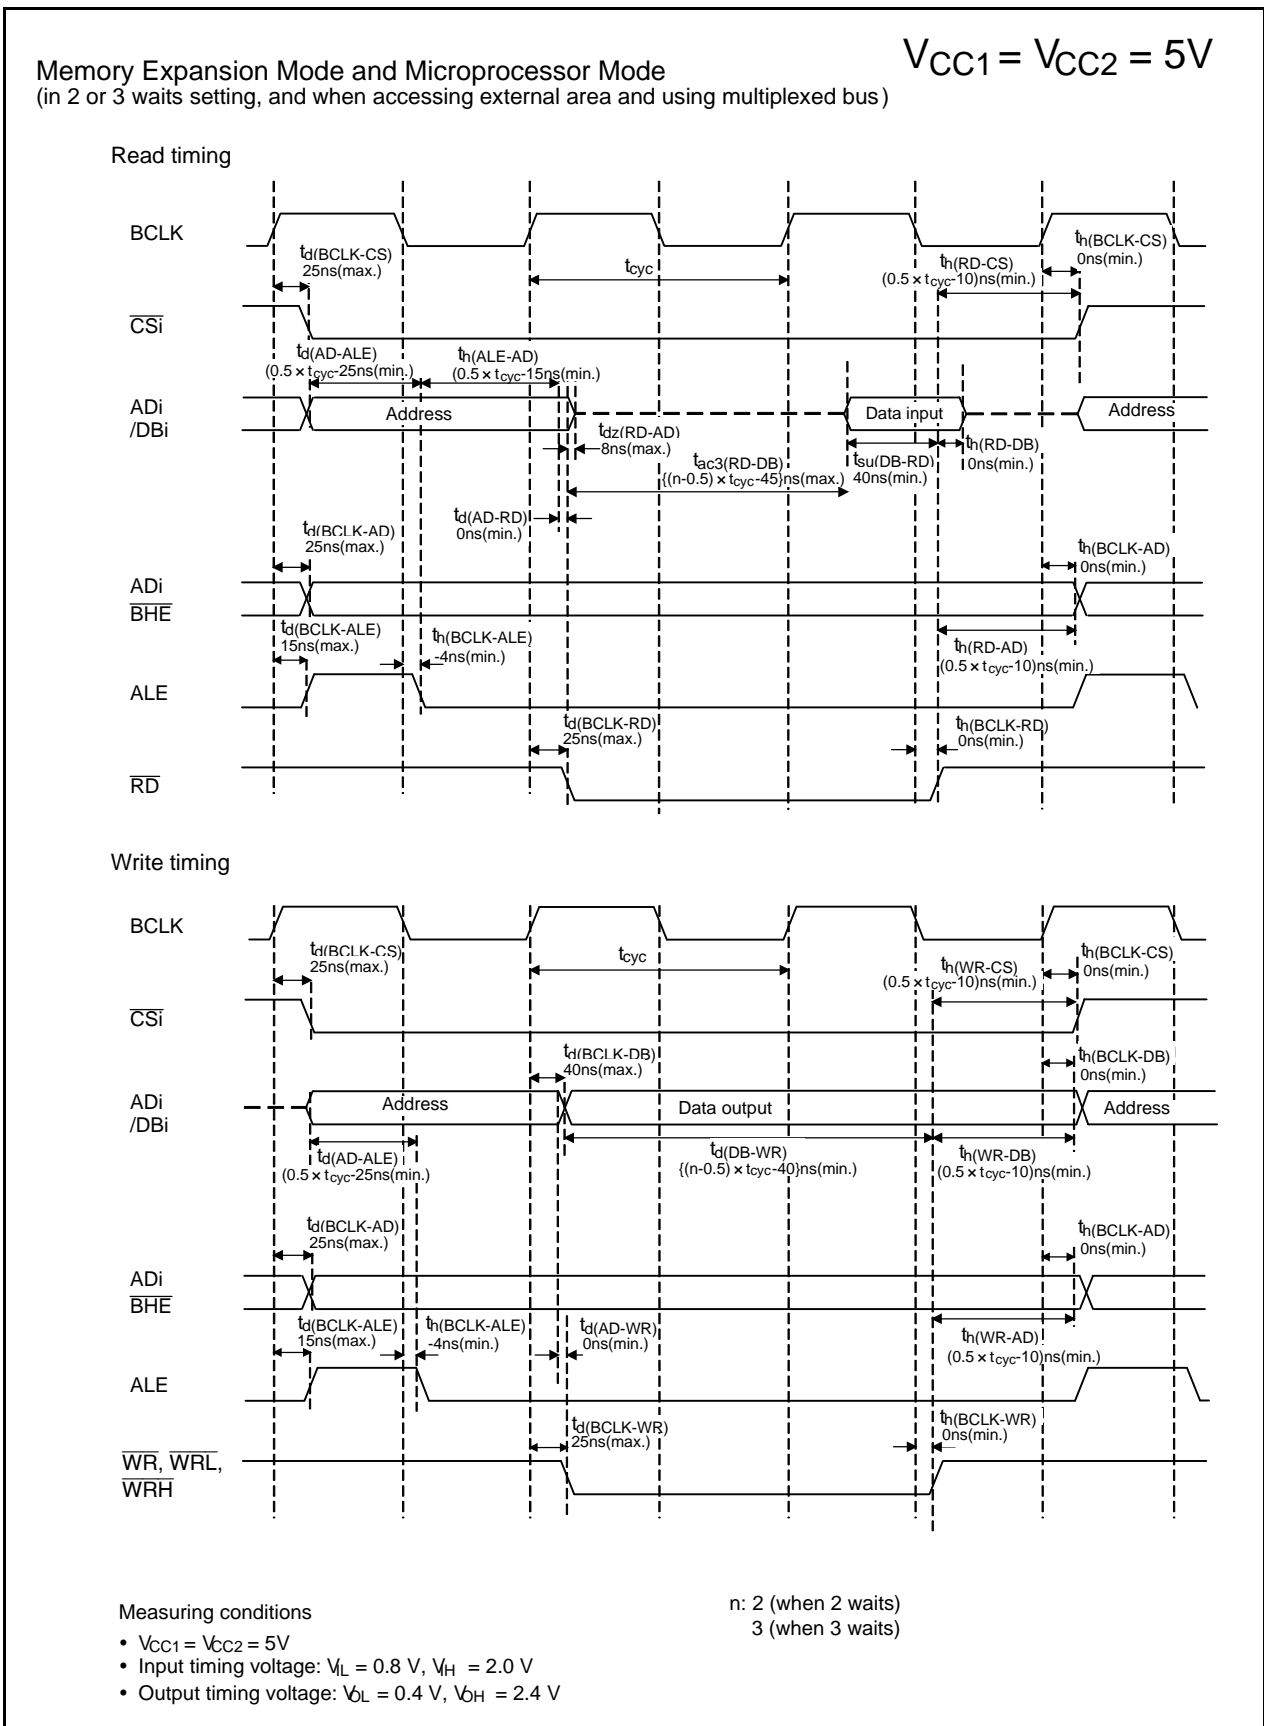 VCC1 = VCC2 = 5V
Memory Expansion Mode and Microprocessor Mode
(in 2 or 3 waits setting, and when accessing external area and using multiplexed bus)
Read timing
BCLK
td(BCLK-CS)
25ns(max.)
tcyc
th(RD-CS)
(0.5 × tcyc-10)ns(min.)
th(BCLK-CS)
0ns(min.)
CSi
td(AD-ALE)
(0.5 × tcyc-25ns(min.)
th(ALE-AD)
(0.5 × tcyc-15ns(min.)
ADi
/DBi
Address
Data input
Address
tdz(RD-AD)
8ns(max.)
tac3(RD-DB)
{(n-0.5) × tcyc-45}ns(max.)
tsu(DB-RD)
40ns(min.)
th(RD-DB)
0ns(min.)
td(AD-RD)
0ns(min.)
td(BCLK-AD)
25ns(max.)
th(BCLK-AD)
0ns(min.)
ADi
BHE
td(BCLK-ALE)
15ns(max.)
th(BCLK-ALE)
-4ns(min.)
th(RD-AD)
(0.5 × tcyc-10)ns(min.)
ALE
td(BCLK-RD)
25ns(max.)
th(BCLK-RD)
0ns(min.)
RD
Write timing
BCLK
td(BCLK-CS)
25ns(max.)
tcyc
th(WR-CS)
(0.5 × tcyc-10)ns(min.)
th(BCLK-CS)
0ns(min.)
CSi
td(BCLK-DB)
40ns(max.)
th(BCLK-DB)
0ns(min.)
ADi
/DBi
Address
Data output
Address
td(AD-ALE)
(0.5 × tcyc-25ns(min.)
td(DB-WR)
{(n-0.5) × tcyc-40}ns(min.)
th(WR-DB)
(0.5 × tcyc-10)ns(min.)
td(BCLK-AD)
25ns(max.)
th(BCLK-AD)
0ns(min.)
ADi
BHE
td(BCLK-ALE)
15ns(max.)
th(BCLK-ALE)
-4ns(min.)
td(AD-WR)
0ns(min.)
th(WR-AD)
(0.5 × tcyc-10)ns(min.)
ALE
td(BCLK-WR)
25ns(max.)
th(BCLK-WR)
0ns(min.)
WR, WRL,
WRH
Measuring conditions
• VCC1 = VCC2 = 5V
• Input timing voltage: VIL = 0.8 V, VIH = 2.0 V
• Output timing voltage: VOL = 0.4 V, VOH = 2.4 V
n: 2 (when 2 waits)
3 (when 3 waits)